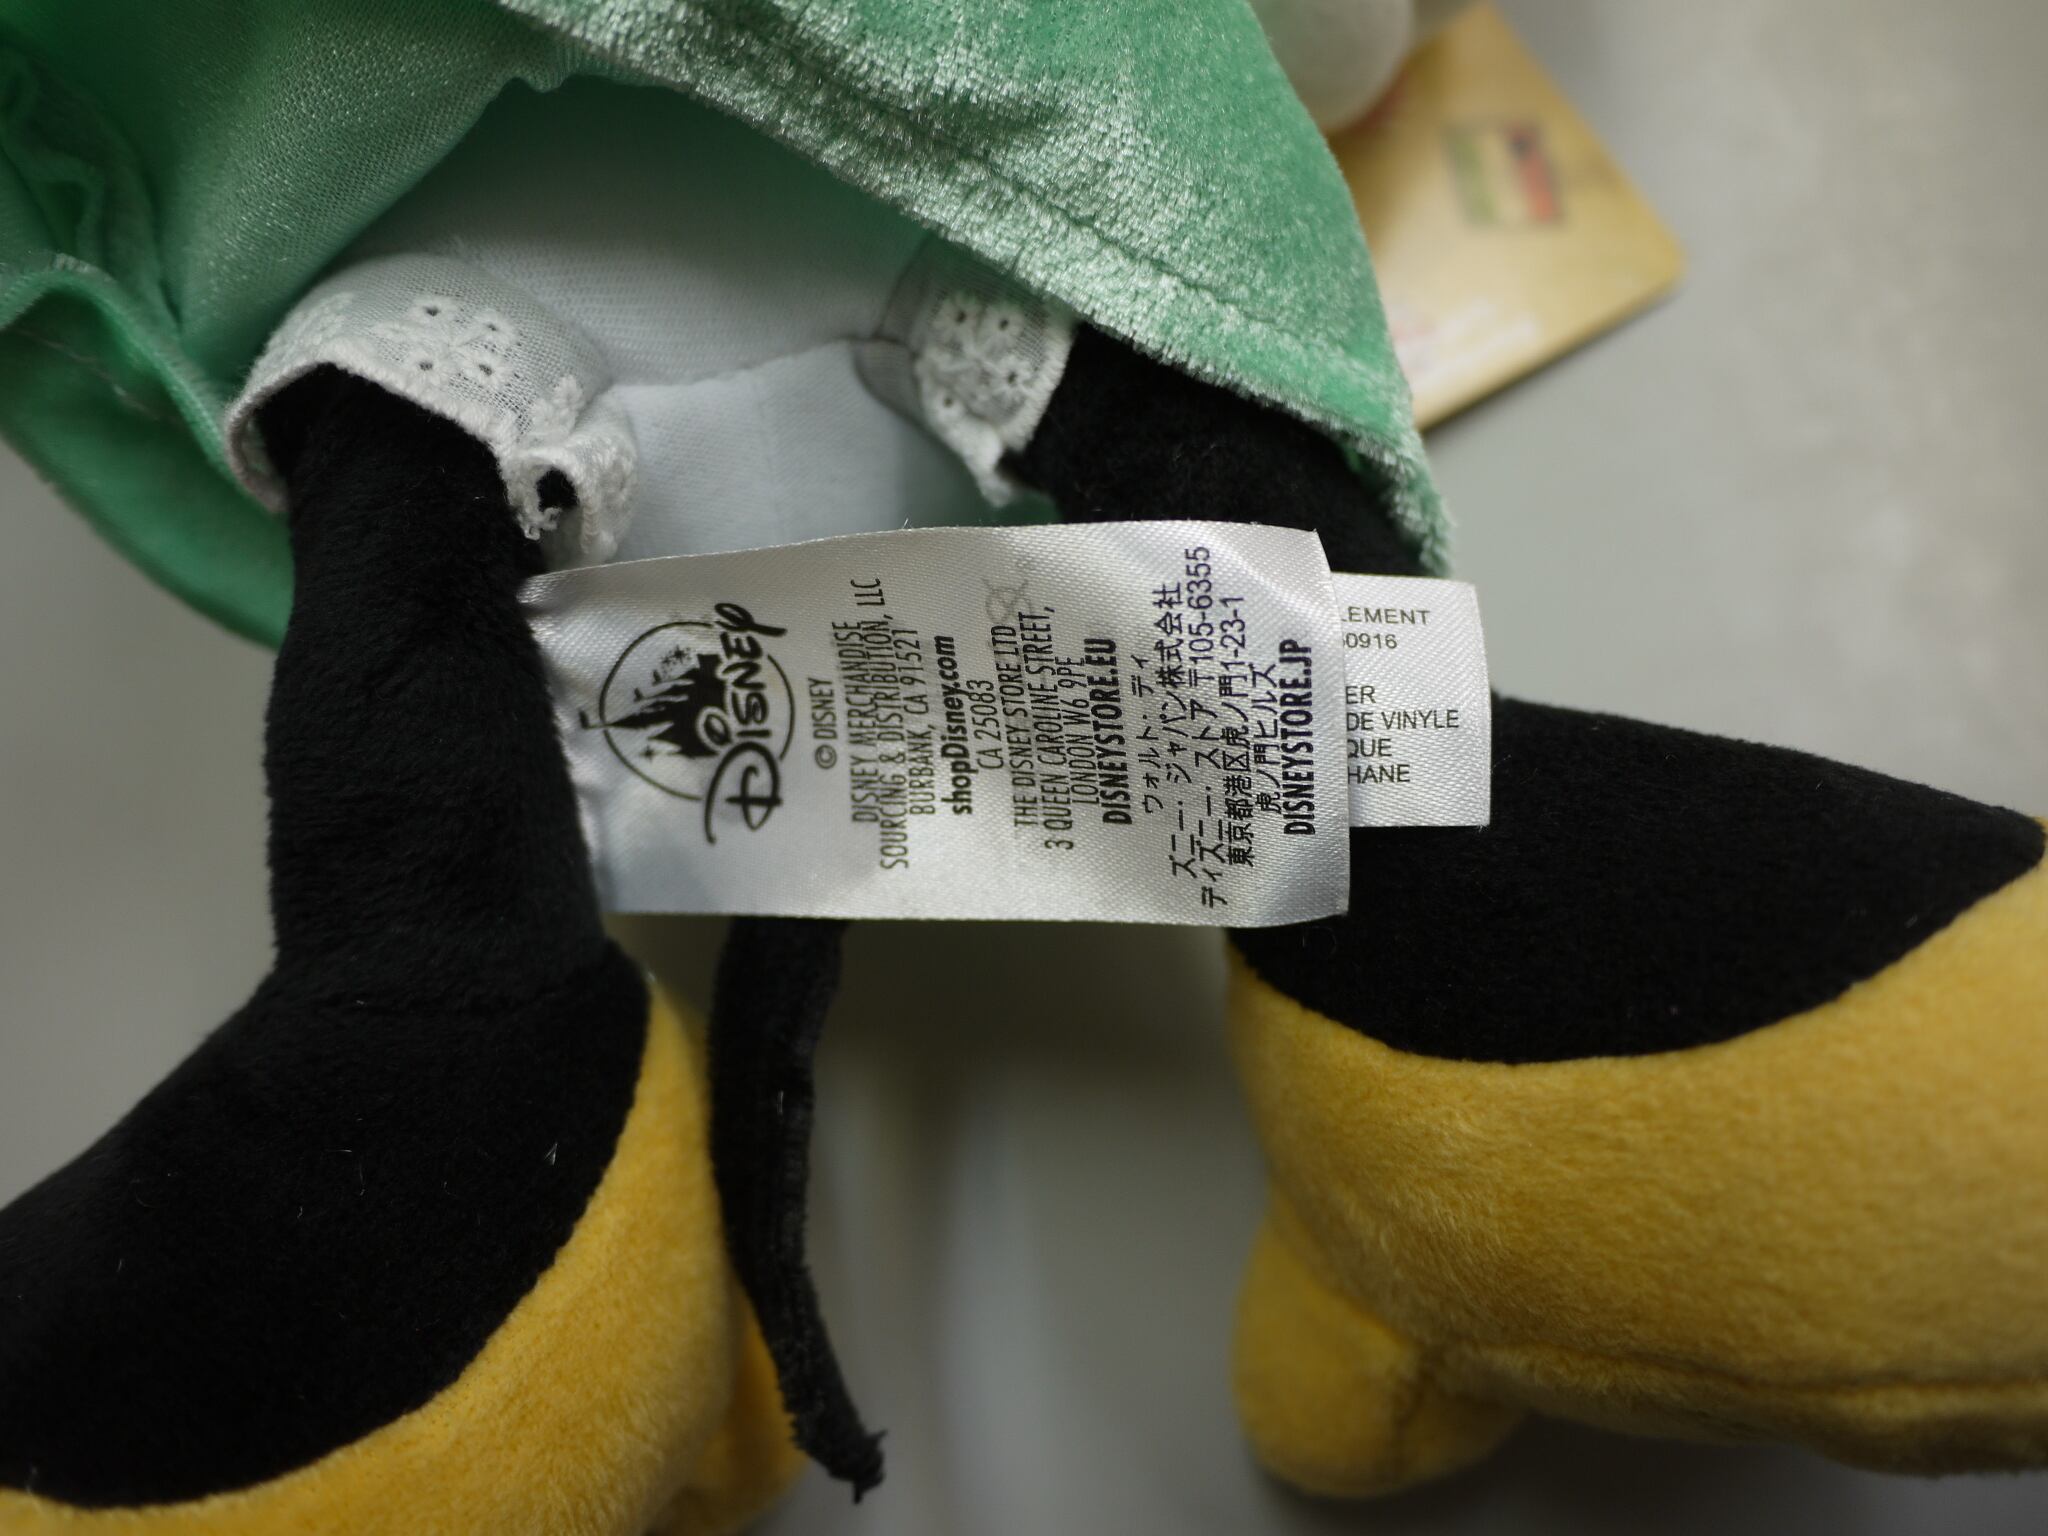 Disney
© DISNEY
DISNEY MERCHANDISE
SOURCING & DISTRIBUTION, LLC
BURBANK, CA 91521
shopDisney.com
CA 25083
THE DISNEY STORE LTD
3 QUEEN CAROLINE STREET,
LONDON W6 9PE
DISNEYSTORE.EU
ウォルト・ディ
ズニー・ジャパン株式会社
ディズニー・ストア 〒105-6355
東京都港区虎ノ門1-23-1
虎ノ門ヒルズ
DISNEYSTORE.JP
LEMENT
0916
ER
DE VINYLE
QUE
HANE